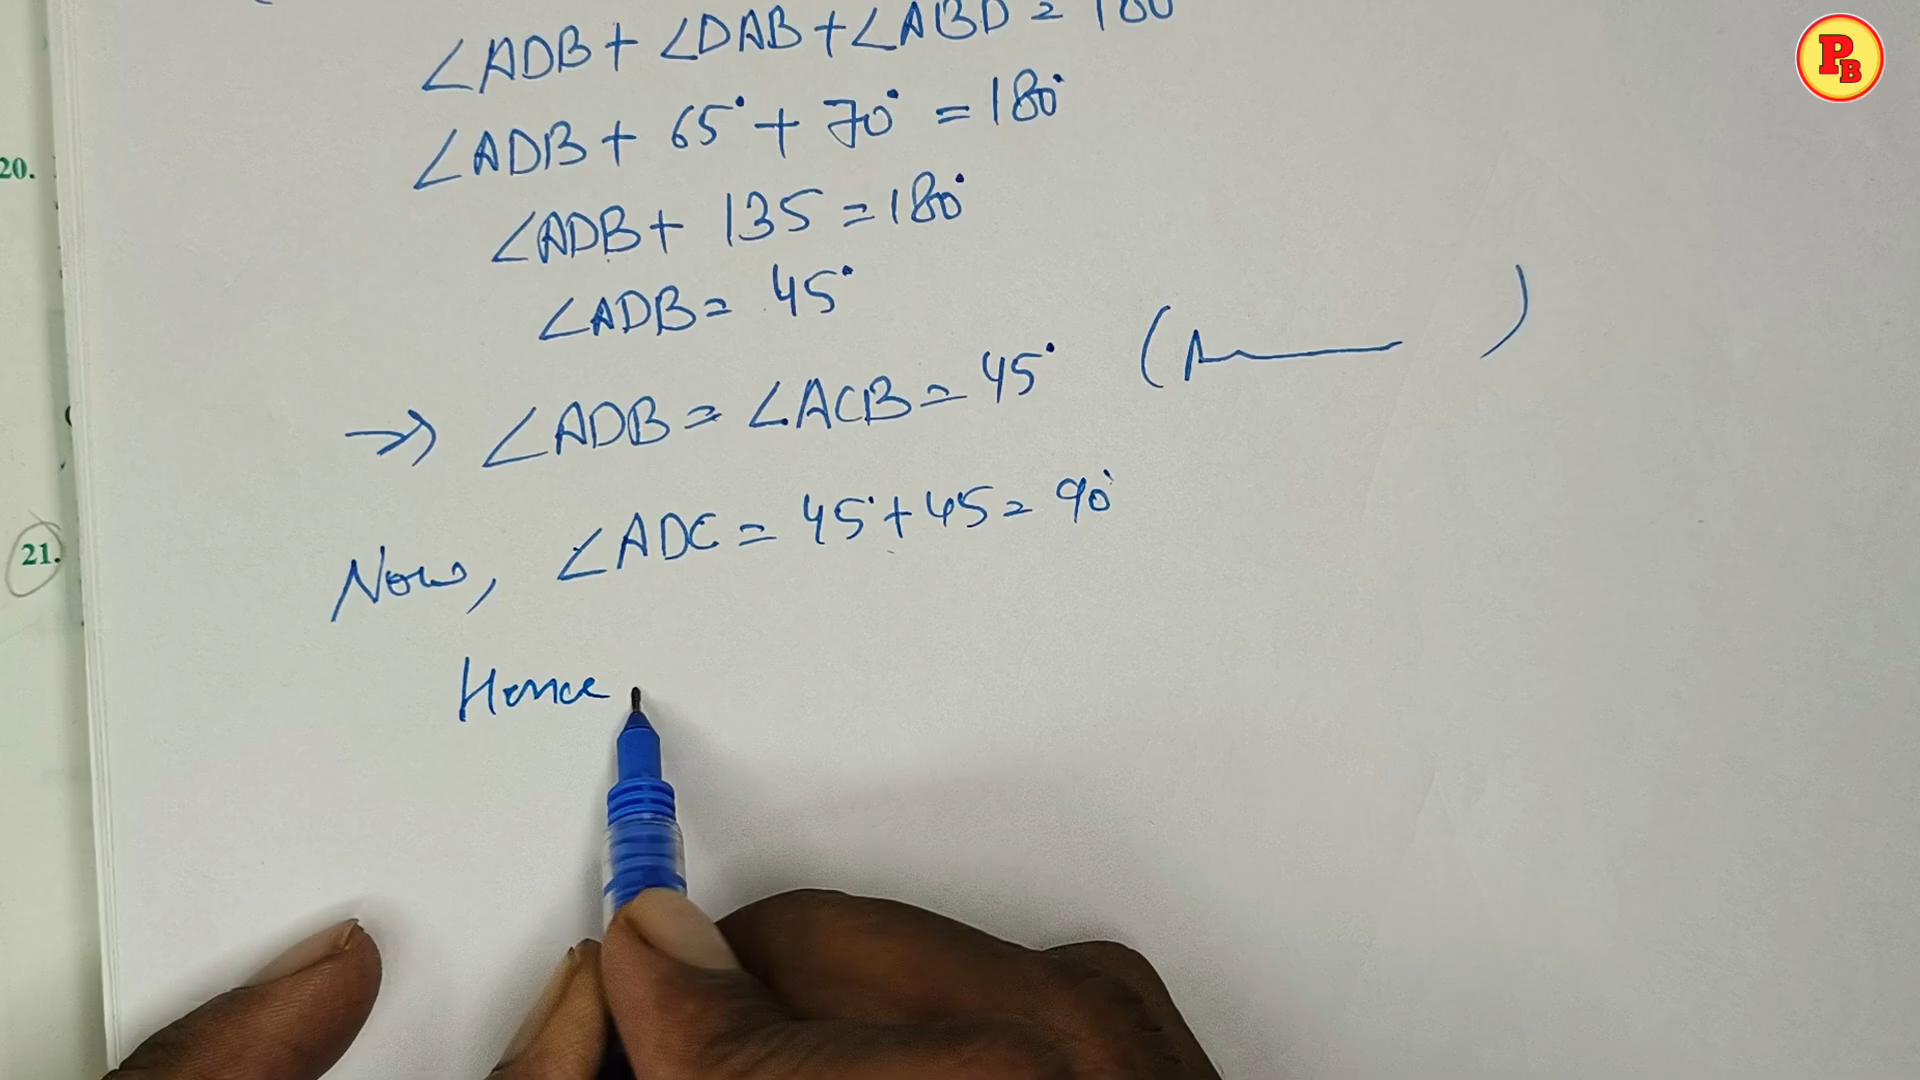 ∠ADB + ∠DAB + ∠ABD = 180
∠ADB + 65° + 70° = 180°
20.
∠ADB + 135 = 180°
∠ADB = 45°
⇒ ∠ADB = ∠ACB = 45° ( )
Now, ∠ADC = 45° + 45 = 90°
21.
Hence
PB